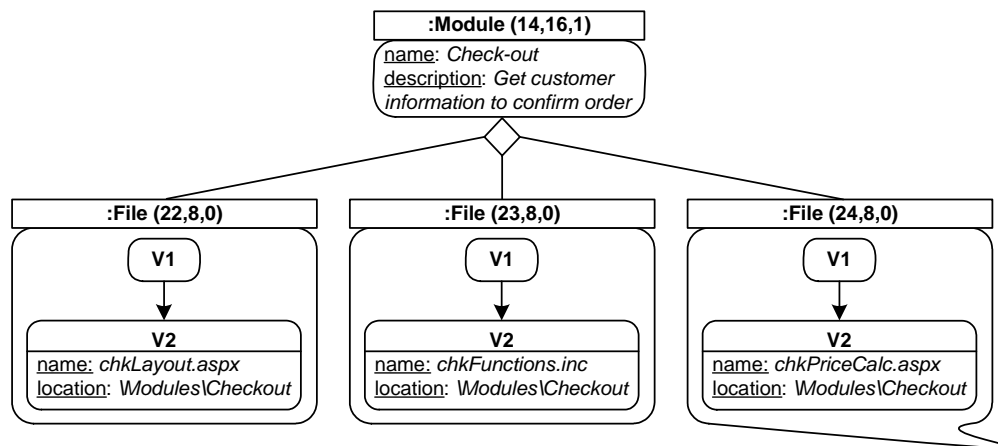 :Module (14,16,1)
name: Check-out
description: Get customer
information to confirm order
:File (22,8,0)
V1
V2
name: chkLayout.aspx
location: \Modules\Checkout
:File (23,8,0)
V1
V2
name: chkFunctions.inc
location: \Modules\Checkout
:File (24,8,0)
V1
V2
name: chkPriceCalc.aspx
location: \Modules\Checkout